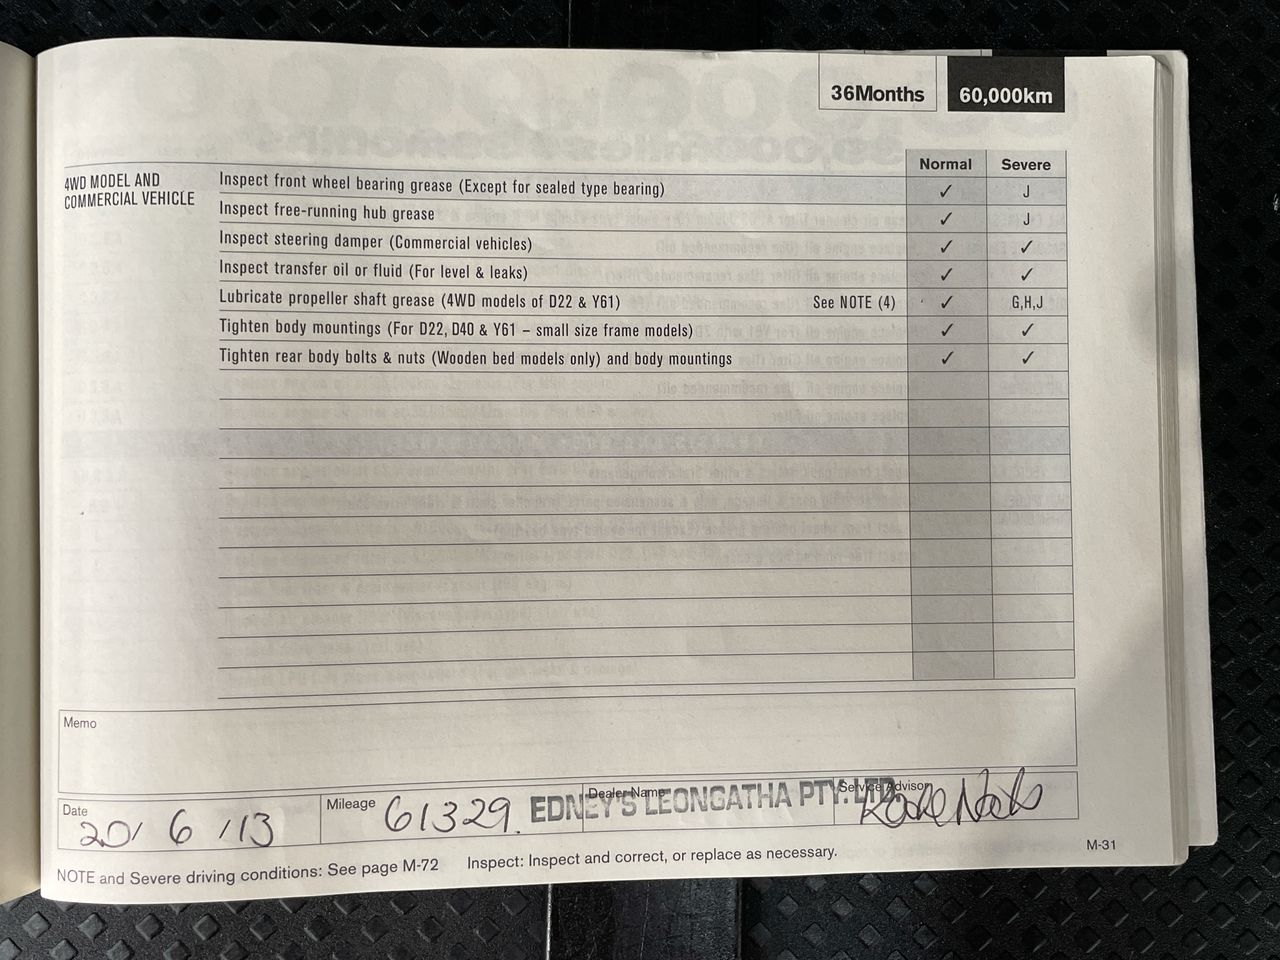 36Months 60,000km
Normal Severe
4WD MODEL AND
COMMERCIAL VEHICLE
Inspect front wheel bearing grease (Except for sealed type bearing) ✓ J
Inspect free-running hub grease ✓ J
Inspect steering damper (Commercial vehicles) ✓ ✓
Inspect transfer oil or fluid (For level & leaks) ✓ ✓
Lubricate propeller shaft grease (4WD models of D22 & Y61) See NOTE (4) ✓ G,H,J
Tighten body mountings (For D22, D40 & Y61 – small size frame models) ✓ ✓
Tighten rear body bolts & nuts (Wooden bed models only) and body mountings ✓ ✓
Memo
Date 20/ 6 /13 Mileage 61329. Dealer Name EDNEY'S LEONGATHA PTY. LTD Service Advisor
NOTE and Severe driving conditions: See page M-72 Inspect: Inspect and correct, or replace as necessary.
M-31